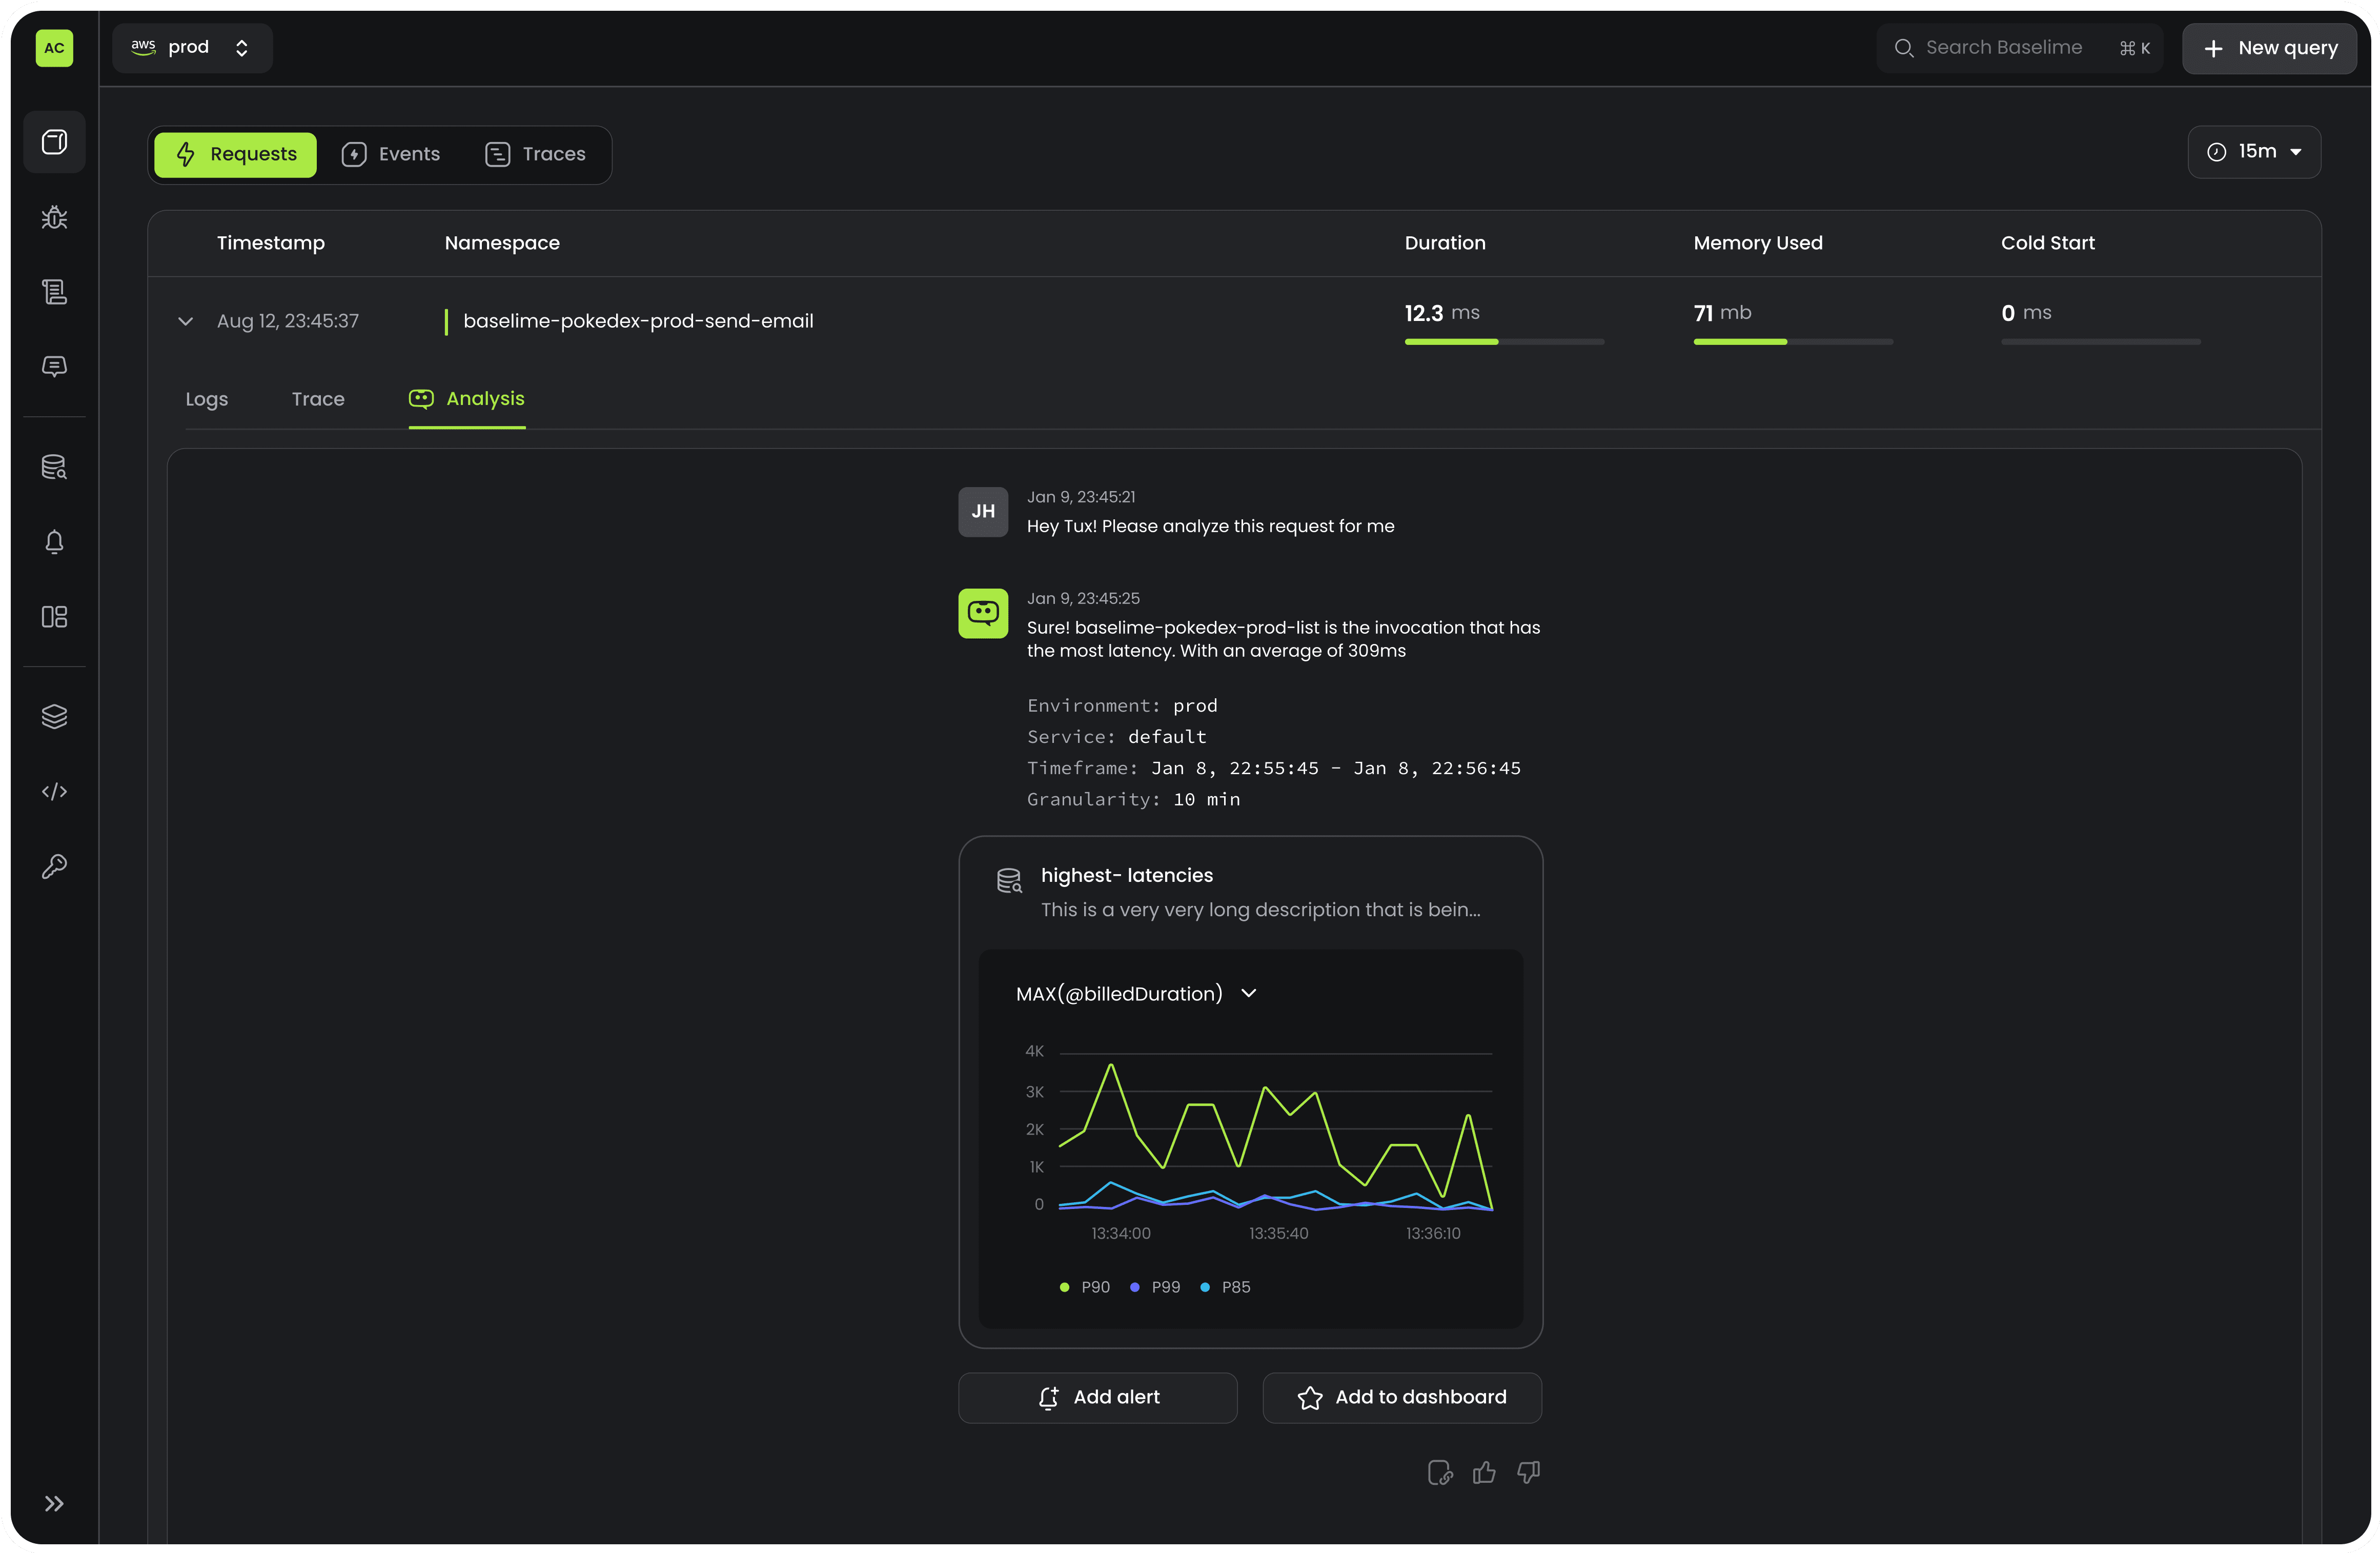 AC
aws prod
Search Baselime ⌘ K
New query
Requests Events Traces
15m
Timestamp Namespace Duration Memory Used Cold Start
Aug 12, 23:45:37 baselime-pokedex-prod-send-email 12.3 ms 71 mb 0 ms
Logs Trace Analysis
JH
Jan 9, 23:45:21
Hey Tux! Please analyze this request for me
Jan 9, 23:45:25
Sure! baselime-pokedex-prod-list is the invocation that has
the most latency. With an average of 309ms
Environment: prod
Service: default
Timeframe: Jan 8, 22:55:45 - Jan 8, 22:56:45
Granularity: 10 min
highest- latencies
This is a very very long description that is bein...
MAX(@billedDuration)
4K
3K
2K
1K
0
13:34:00 13:35:40 13:36:10
P90 P99 P85
Add alert Add to dashboard